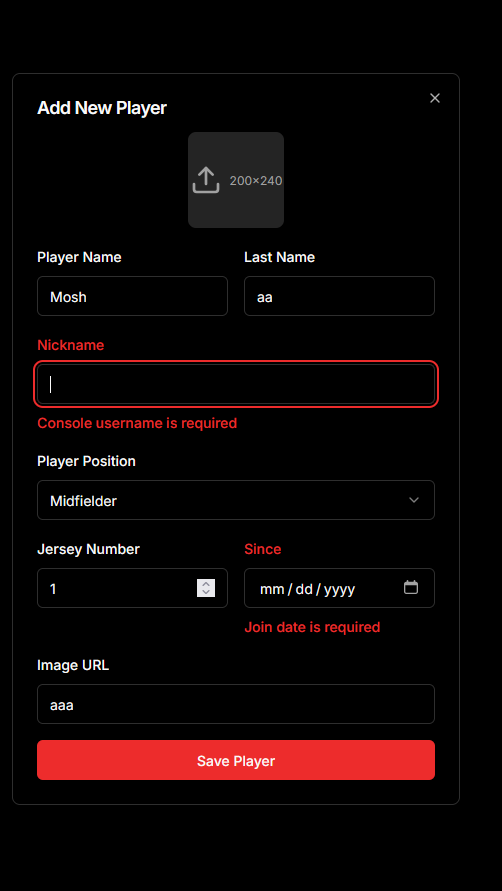 Add New Player
200×240
Player Name
Last Name
Mosh
aa
Nickname
Console username is required
Player Position
Midfielder
Jersey Number
Since
1
mm/dd/yyyy
Join date is required
Image URL
aaa
Save Player